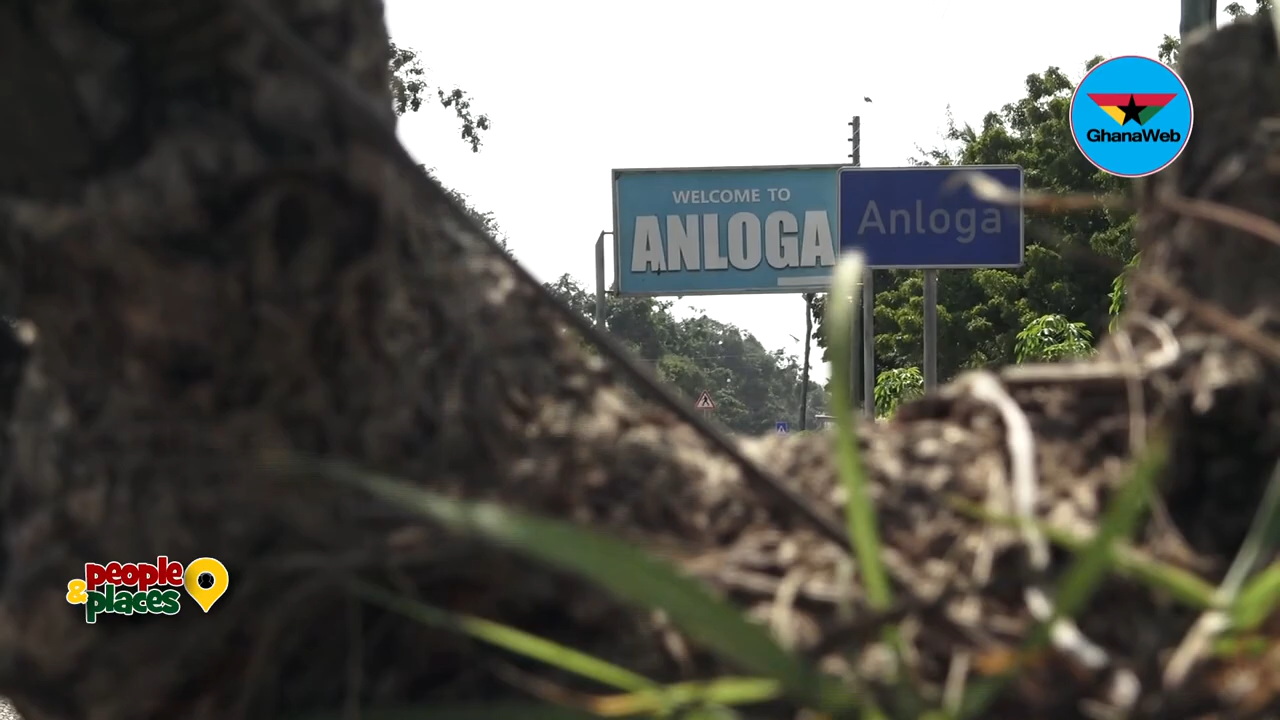 GhanaWeb
WELCOME TO
ANLOGA
Anloga
people
& places